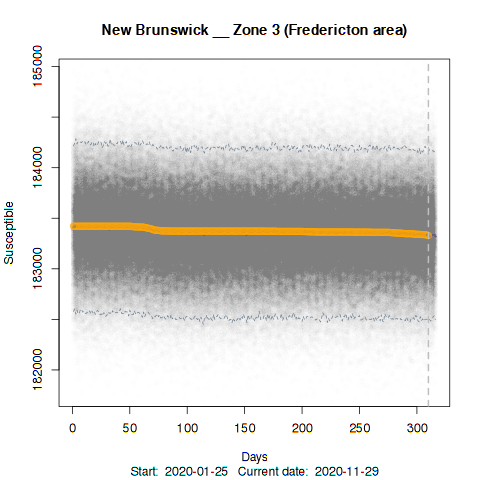 New Brunswick __ Zone 3 (Fredericton area)
185000
184000
183000
182000
Susceptible
0 50 100 150 200 250 300
Days
Start: 2020-01-25 Current date: 2020-11-29